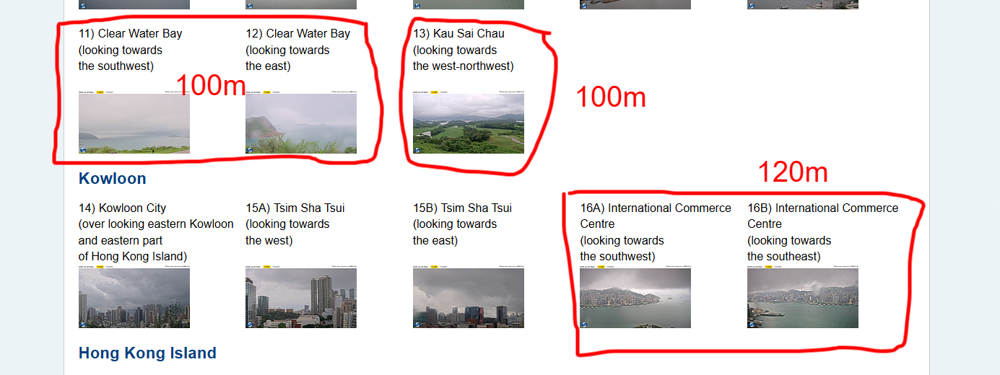 11) Clear Water Bay
(looking towards
the southwest)
12) Clear Water Bay
(looking towards
the east)
13) Kau Sai Chau
(looking towards
the west-northwest)
100m
100m
Kowloon
120m
14) Kowloon City
(over looking eastern Kowloon
and eastern part
of Hong Kong Island)
15A) Tsim Sha Tsui
(looking towards
the west)
15B) Tsim Sha Tsui
(looking towards
the east)
16A) International Commerce
Centre
(looking towards
the southwest)
16B) International Commerce
Centre
(looking towards
the southeast)
Hong Kong Island